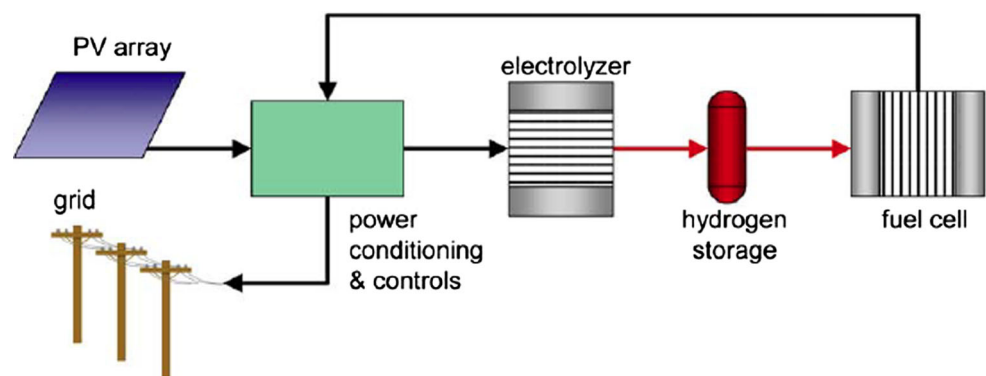 PV array
electrolyzer
grid
power
conditioning
& controls
hydrogen
storage
fuel cell